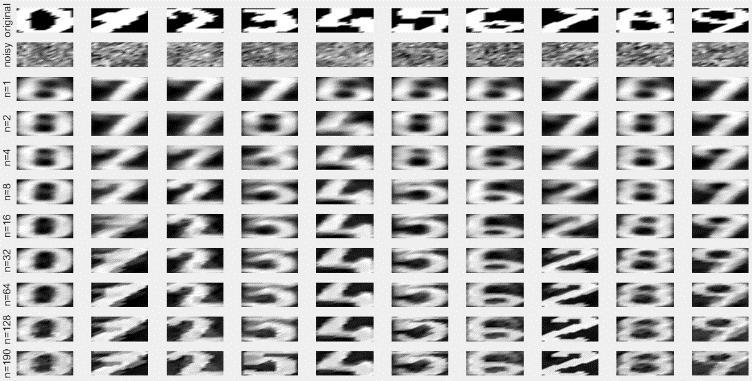 original
noisy
n=1
n=2
n=4
n=8
n=16
n=32
n=64
n=128
n=190